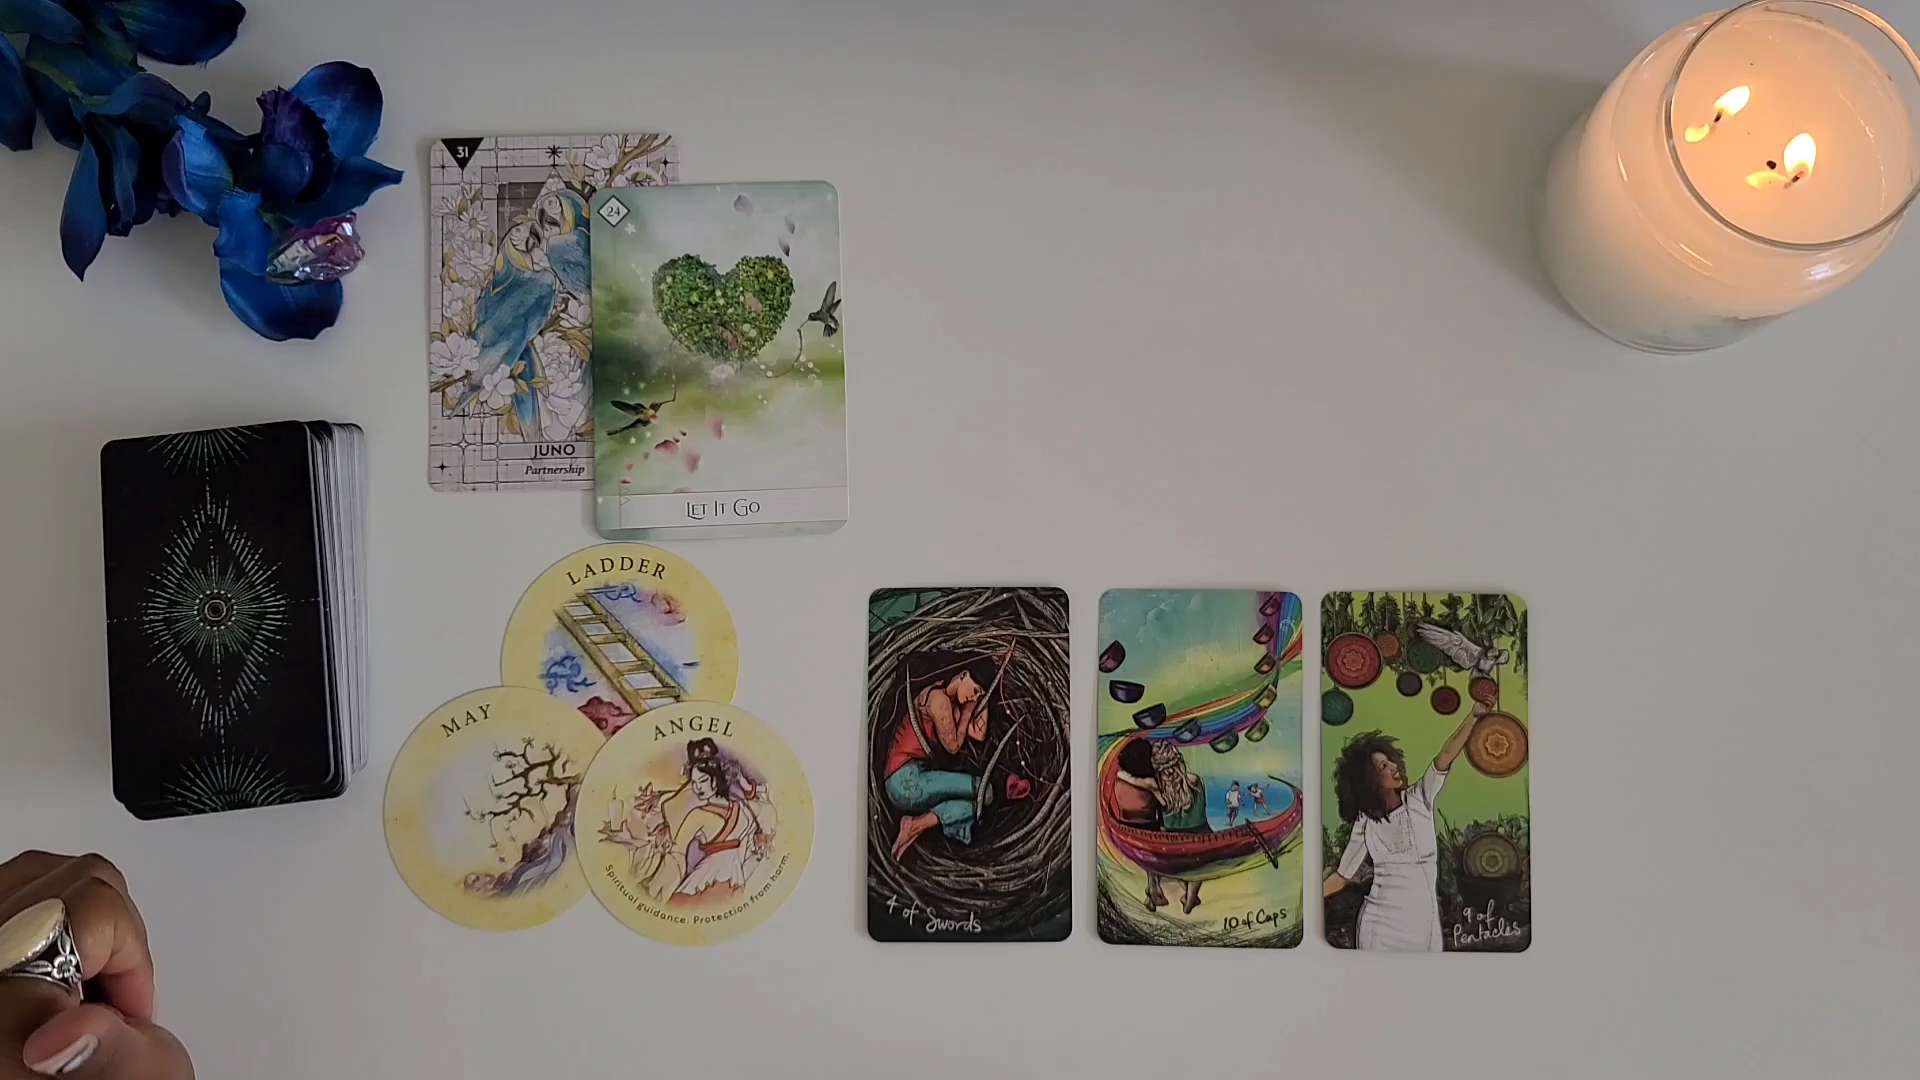 31
JUNO
Partnership
24
LET IT GO
LADDER
MAY
ANGEL
Spiritual guidance. Protection from harm.
4 of Swords
10 of Cups
9 of
Pentacles